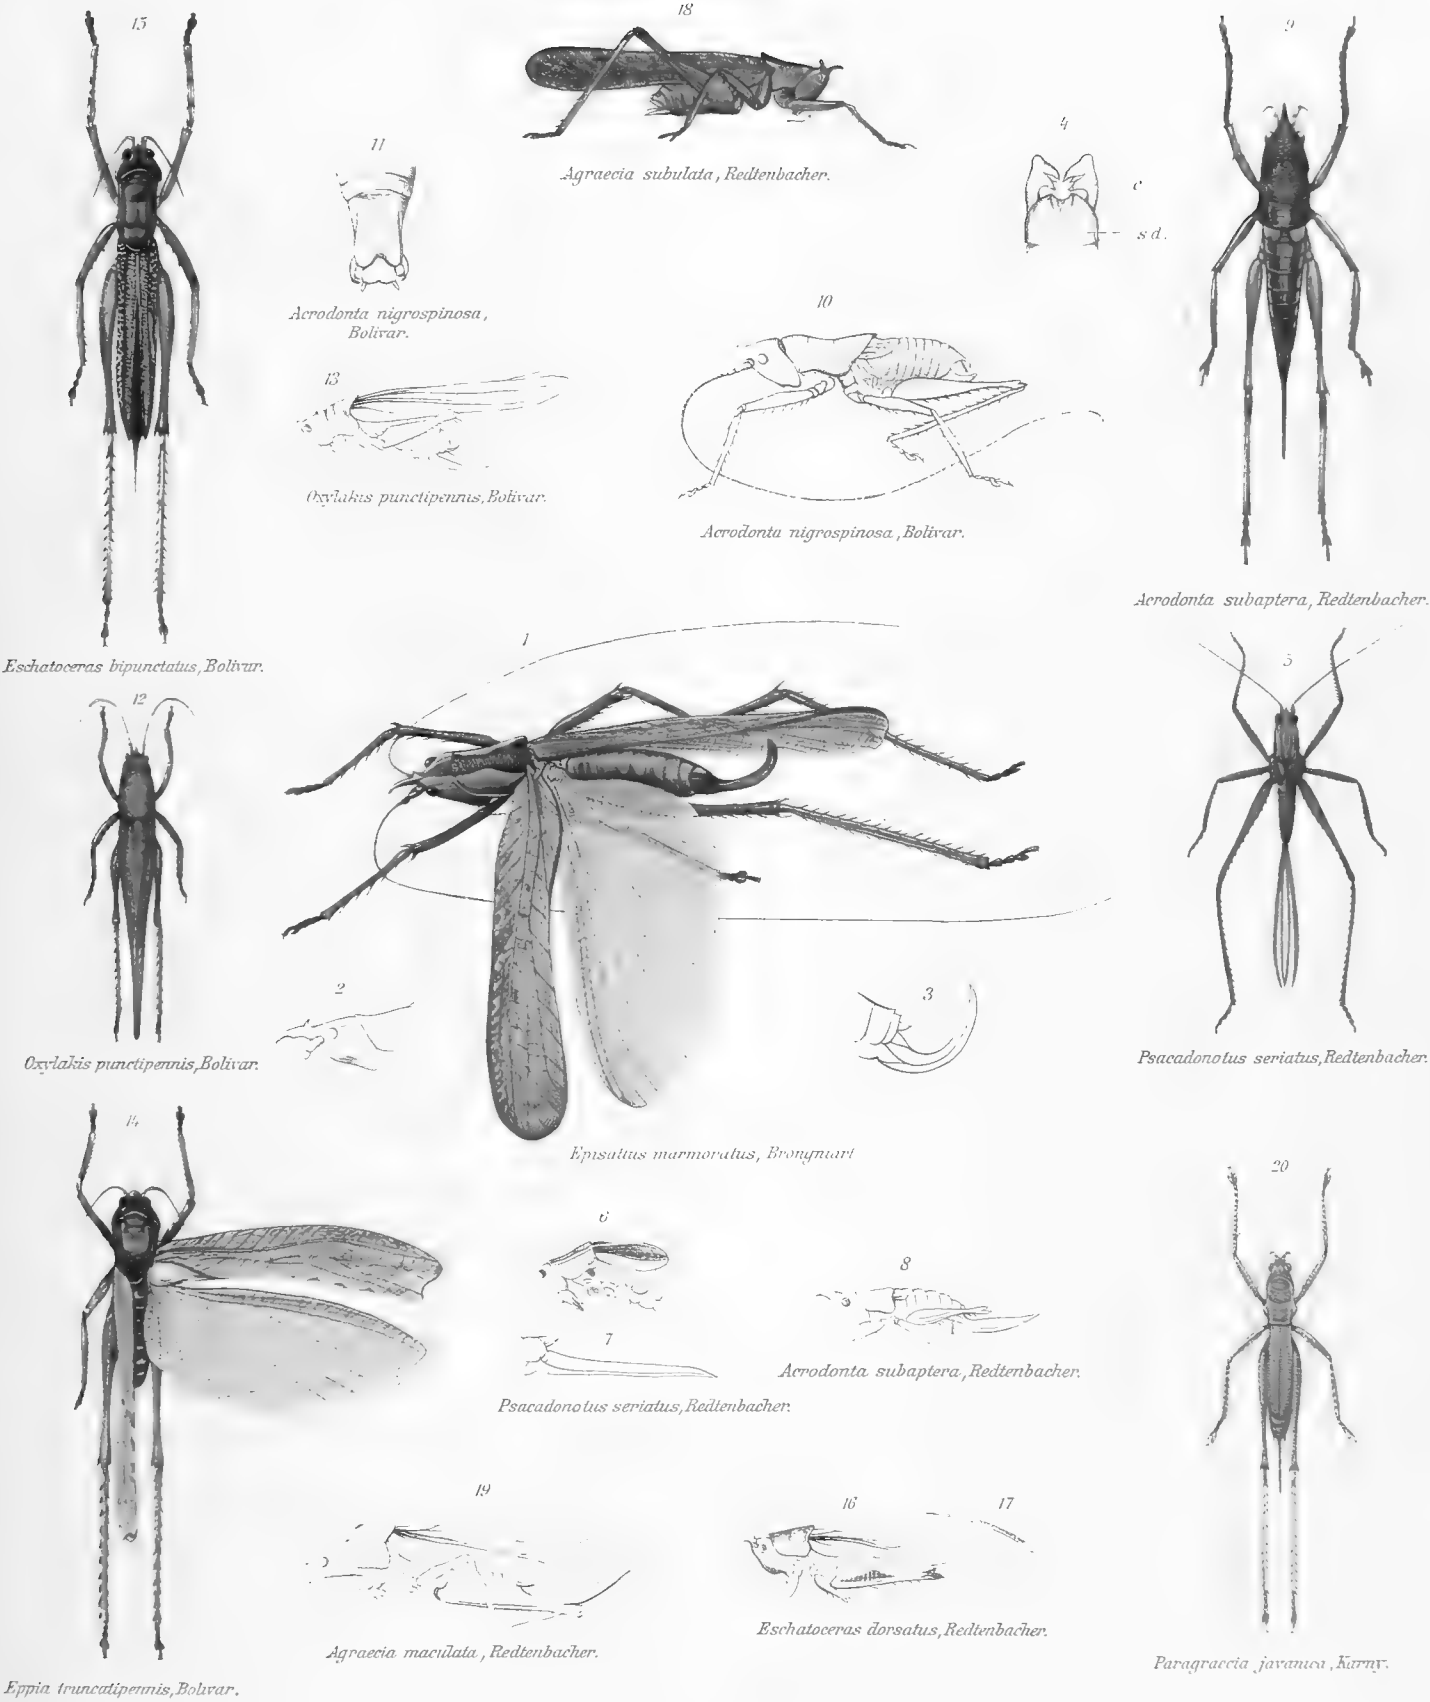 15
18
9
11
4
c
s d.
Agraecia subulata, Redtenbacher.
Acrodonta nigrospinosa,
Bolivar.
10
13
Oxylakis punctipennis, Bolivar.
Acrodonta nigrospinosa, Bolivar.
Acrodonta subaptera, Redtenbacher.
1
Eschatoceras bipunctatus, Bolivar.
5
12
2
3
Oxylakis punctipennis, Bolivar.
Psacadonotus seriatus, Redtenbacher.
14
Episattus marmoratus, Brongniart
20
6
8
7
Acrodonta subaptera, Redtenbacher.
Psacadonotus seriatus, Redtenbacher.
19
16
17
Eschatoceras dorsatus, Redtenbacher.
Agraecia maculata, Redtenbacher.
Paragraecia javanica, Karny.
Eppia truncatipennis, Bolivar.